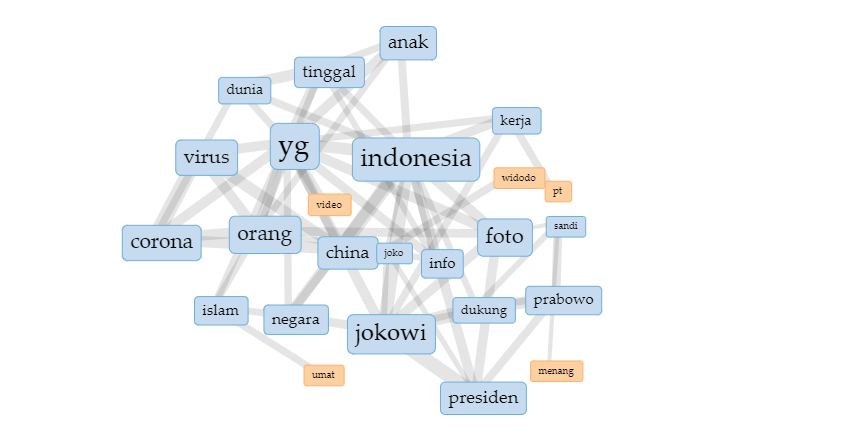 anak
tinggal
dunia
kerja
yg
virus
indonesia
widodo
pt
video
sandi
corona
orang
foto
china
joko
info
prabowo
islam
negara
dukung
jokowi
umat
menang
presiden